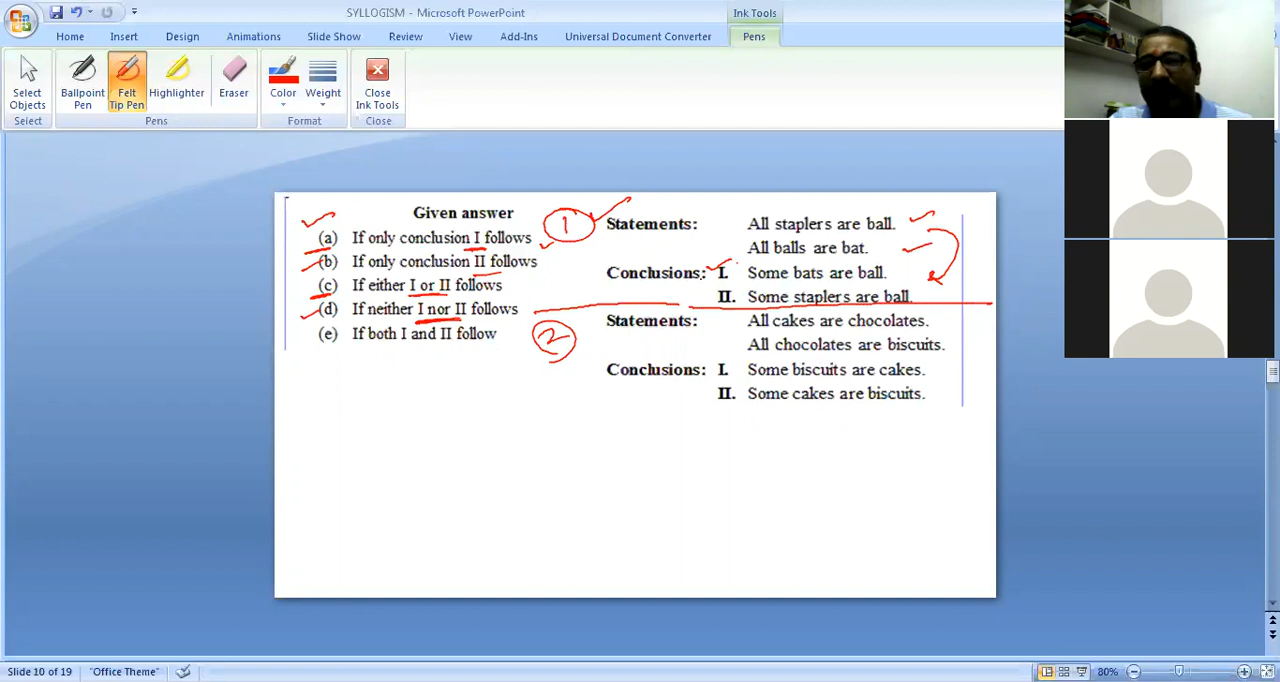 SYLLOGISM - Microsoft PowerPoint
Ink Tools
Home Insert Design Animations Slide Show Review View Add-Ins Universal Document Converter Pens
Select Objects
Ballpoint Pen
Felt Tip Pen
Highlighter
Eraser
Color
Weight
Close Ink Tools
Select
Pens
Format
Close
Given answer
(a) If only conclusion I follows
(b) If only conclusion II follows
(c) If either I or II follows
(d) If neither I nor II follows
(e) If both I and II follow
1
Statements: All staplers are ball.
All balls are bat.
Conclusions: I. Some bats are ball.
II. Some staplers are ball.
2
Statements: All cakes are chocolates.
All chocolates are biscuits.
Conclusions: I. Some biscuits are cakes.
II. Some cakes are biscuits.
Slide 10 of 19 "Office Theme" 80%